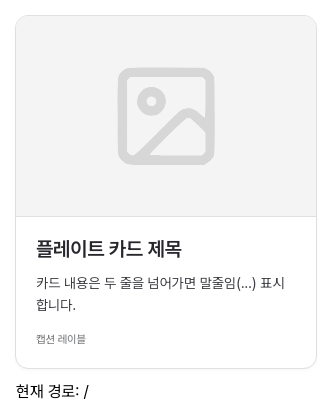 플레이트 카드 제목
카드 내용은 두 줄을 넘어가면 말줄임(...) 표시
합니다.
캡션 레이블
현재 경로: /